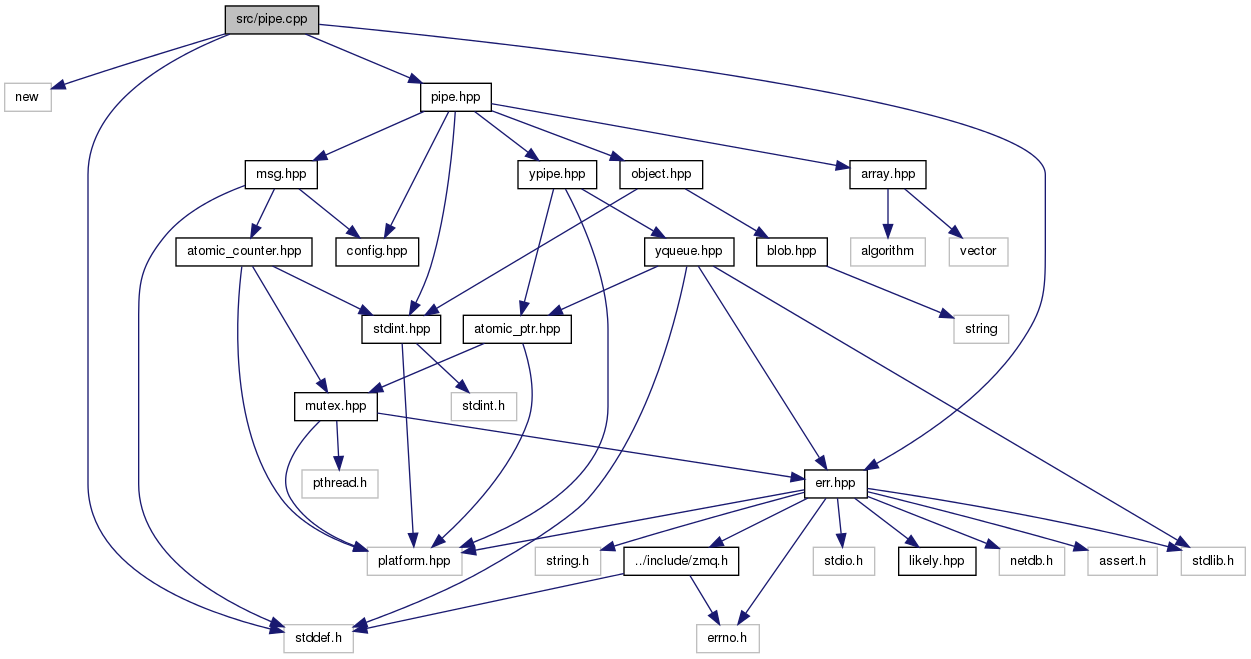 src/pipe.cpp
new
pipe.hpp
msg.hpp
ypipe.hpp
object.hpp
array.hpp
atomic_counter.hpp
config.hpp
yqueue.hpp
blob.hpp
algorithm
vector
stdint.hpp
atomic_ptr.hpp
string
mutex.hpp
stdint.h
pthread.h
err.hpp
platform.hpp
string.h
../include/zmq.h
stdio.h
likely.hpp
netdb.h
assert.h
stdlib.h
stddef.h
errno.h